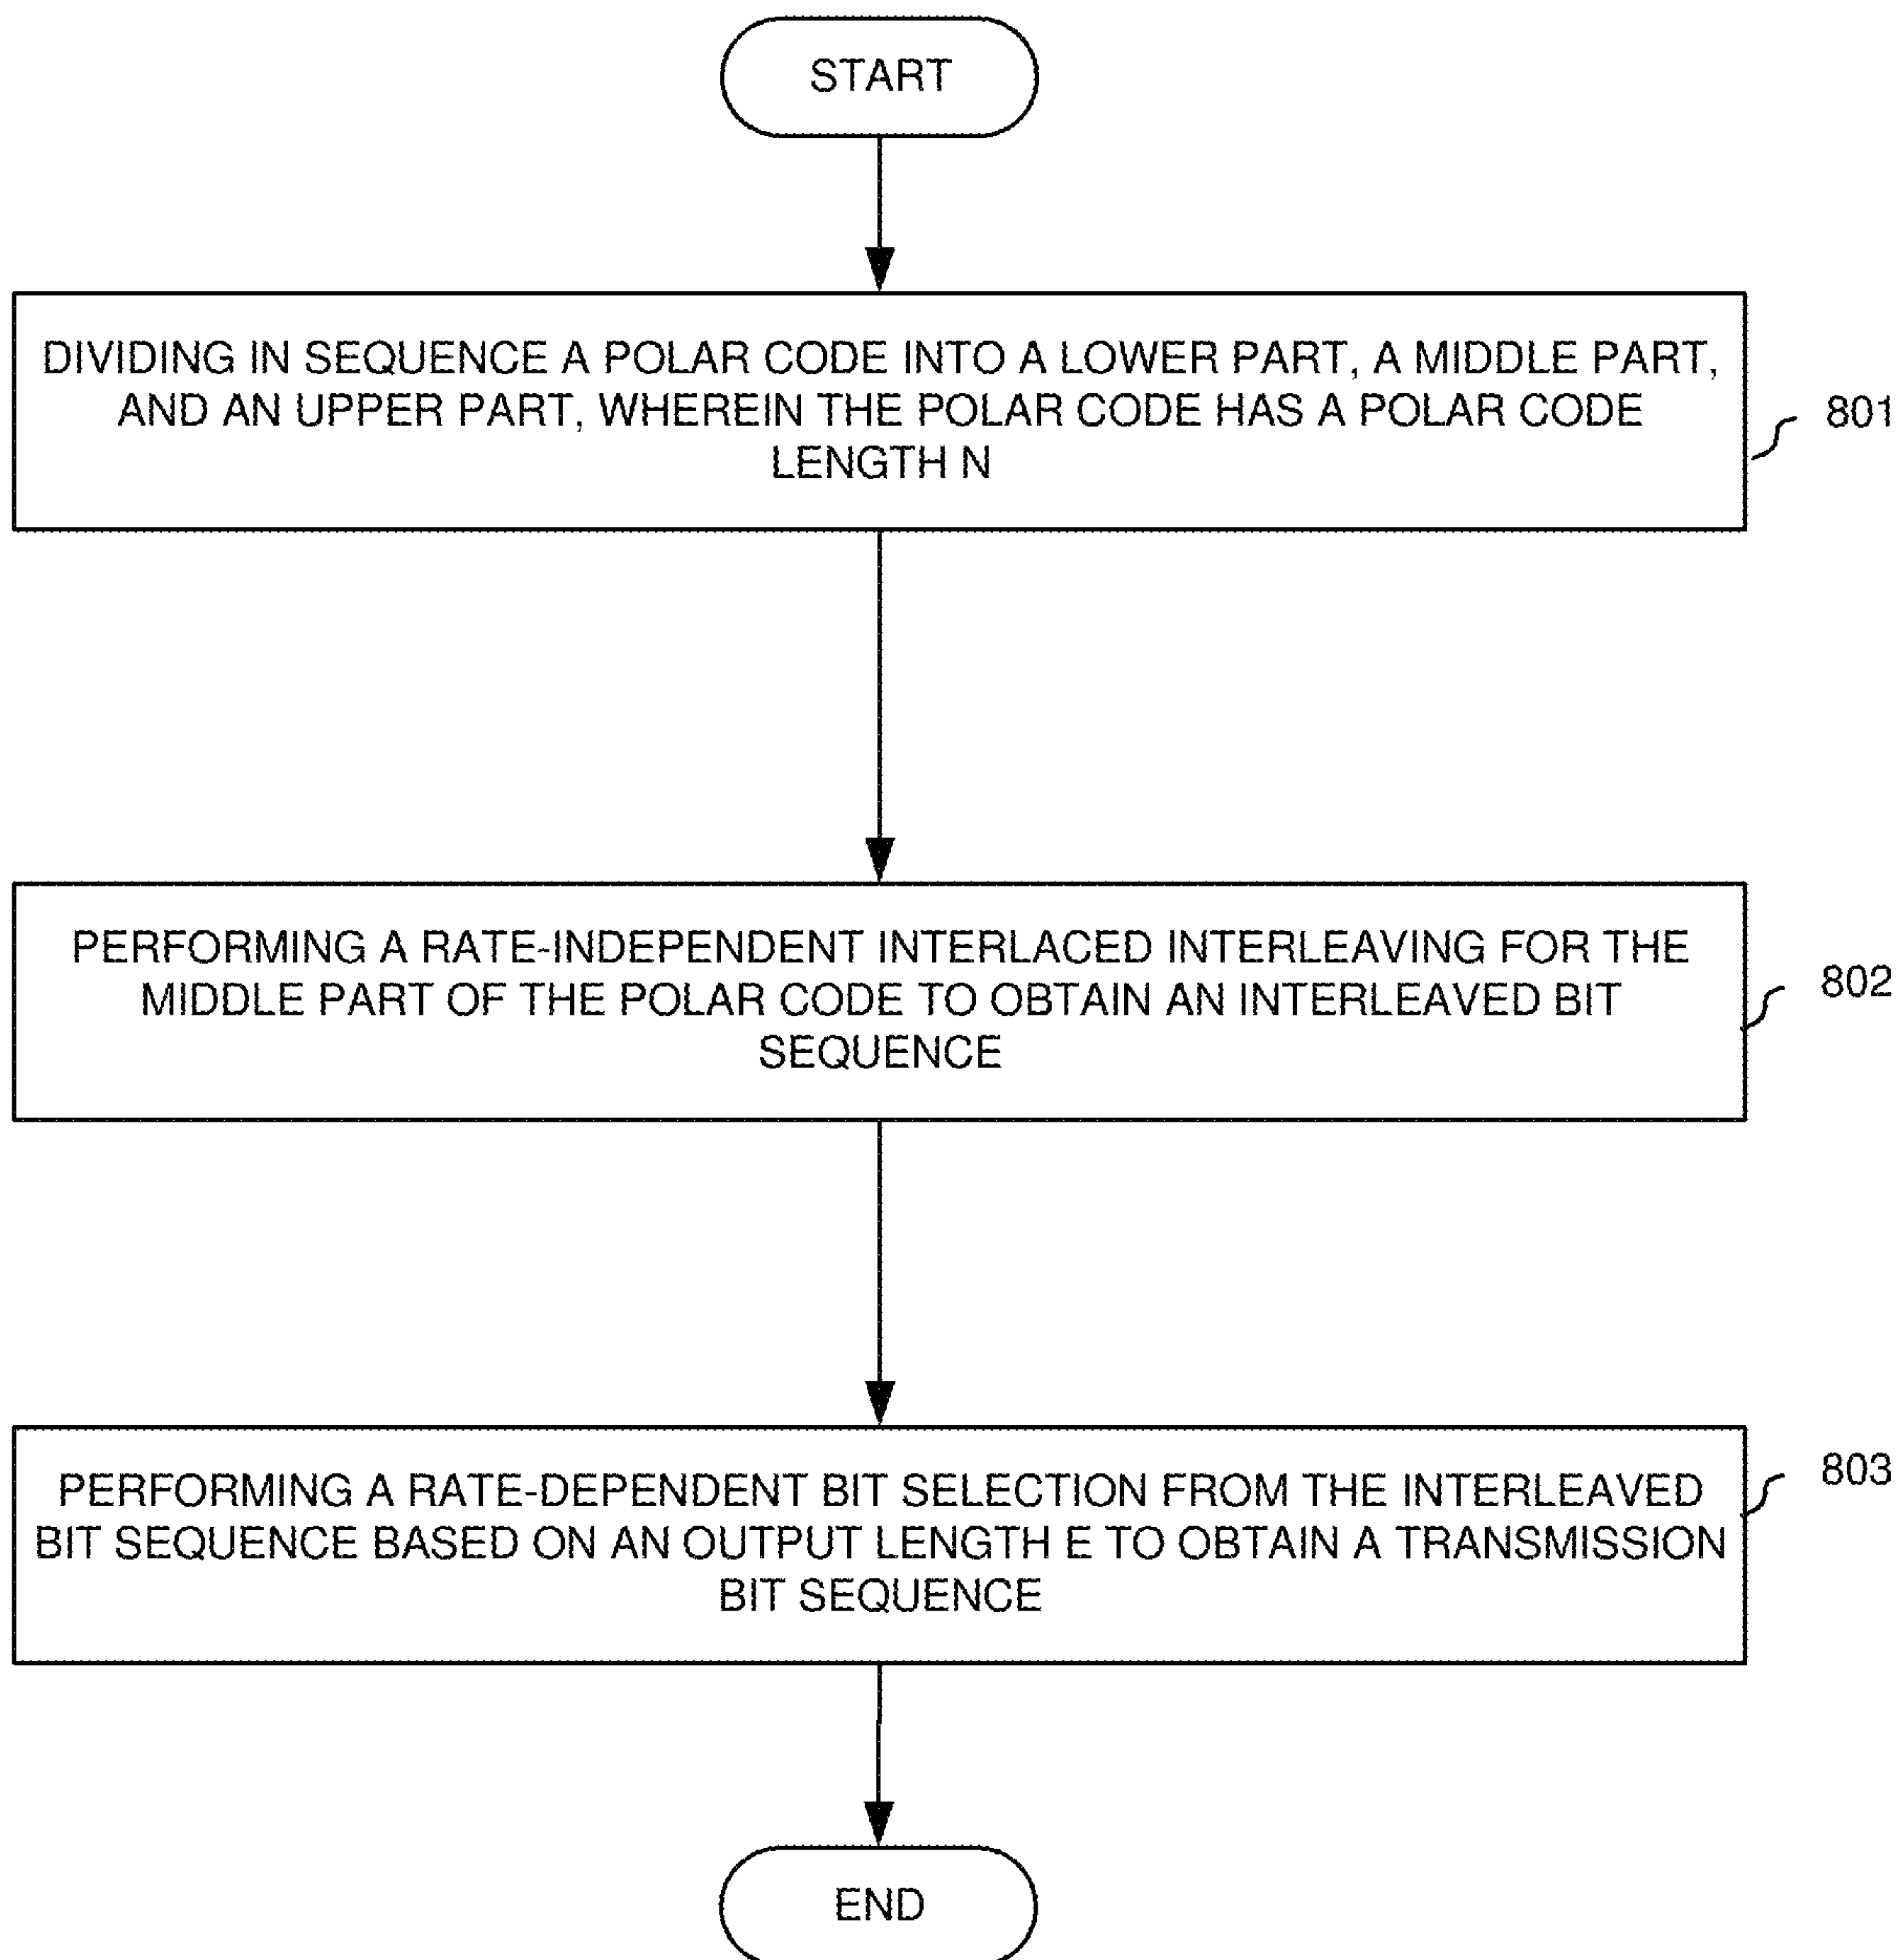 START
DIVIDING IN SEQUENCE A POLAR CODE INTO A LOWER PART, A MIDDLE PART,
AND AN UPPER PART, WHEREIN THE POLAR CODE HAS A POLAR CODE
LENGTH N
801
PERFORMING A RATE-INDEPENDENT INTERLACED INTERLEAVING FOR THE
MIDDLE PART OF THE POLAR CODE TO OBTAIN AN INTERLEAVED BIT
SEQUENCE
802
PERFORMING A RATE-DEPENDENT BIT SELECTION FROM THE INTERLEAVED
BIT SEQUENCE BASED ON AN OUTPUT LENGTH E TO OBTAIN A TRANSMISSION
BIT SEQUENCE
803
END